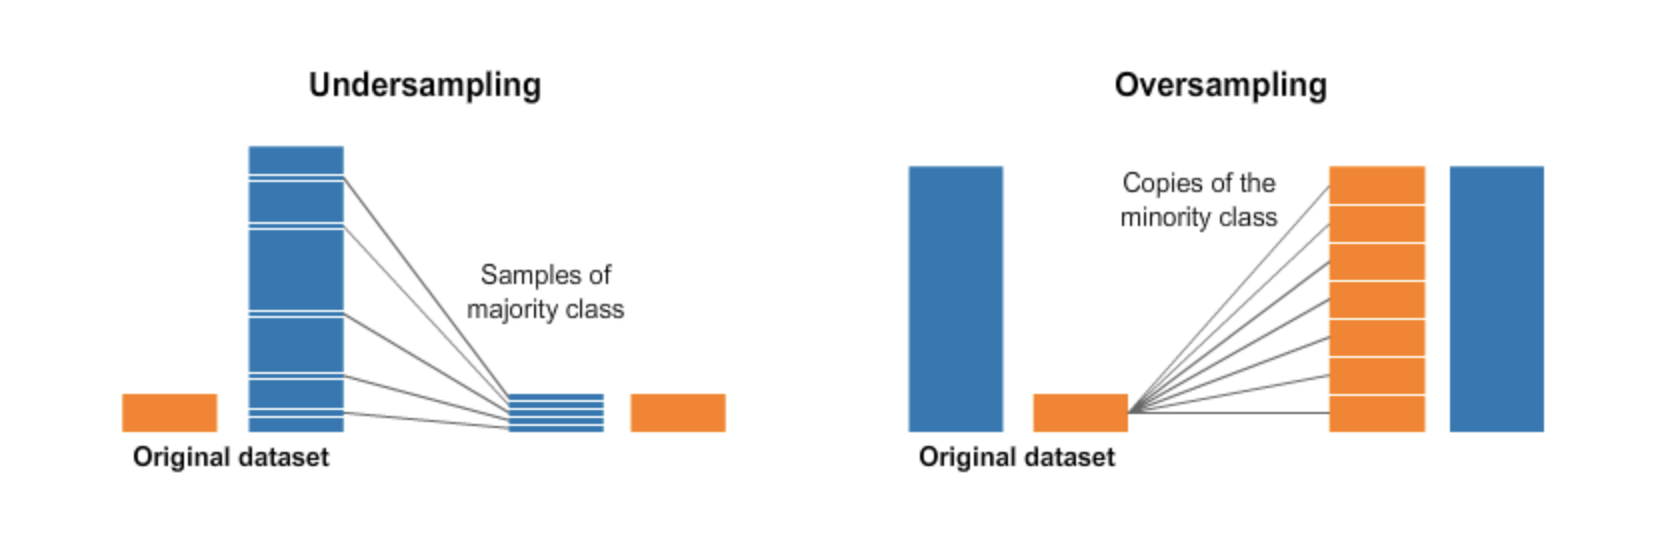 Undersampling
Samples of
majority class
Original dataset
Oversampling
Copies of the
minority class
Original dataset